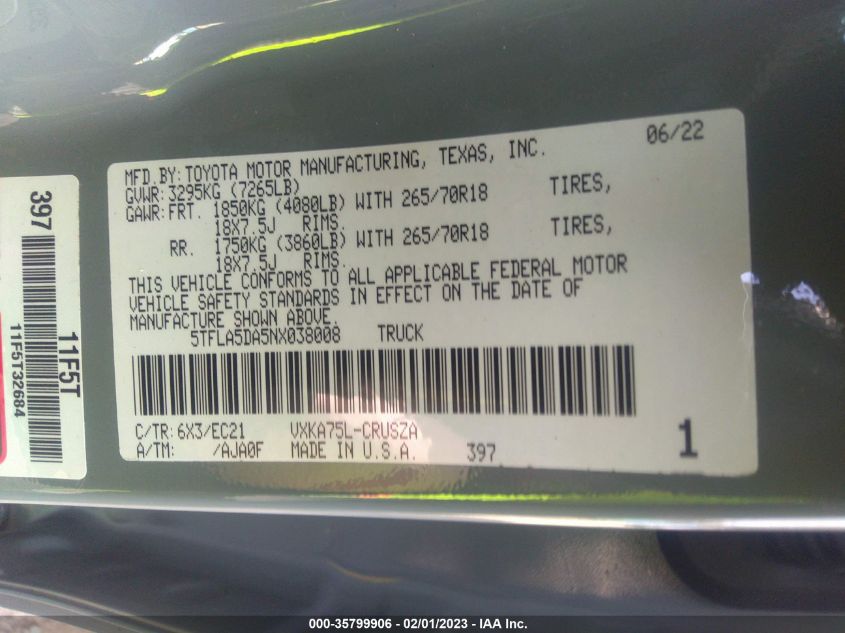 MFD.BY:TOYOTA MOTOR MANUFACTURING, TEXAS, INC. 06/22
GVWR:3295KG (7265LB)
GAWR:FRT. 1850KG (4080LB) WITH 265/70R18 TIRES,
18X7.5J RIMS.
RR. 1750KG (3860LB) WITH 265/70R18 TIRES,
18X7.5J RIMS.
THIS VEHICLE CONFORMS TO ALL APPLICABLE FEDERAL MOTOR
VEHICLE SAFETY STANDARDS IN EFFECT ON THE DATE OF
MANUFACTURE SHOWN ABOVE.
5TFLA5DA5NX038008 TRUCK
C/TR:6X3/EC21 VXKA75L-CRUSZA
A/TM: /AJA0F MADE IN U.S.A. 397
1
397
11F5T
11F5T32684
000-35799906 - 02/01/2023 - IAA Inc.